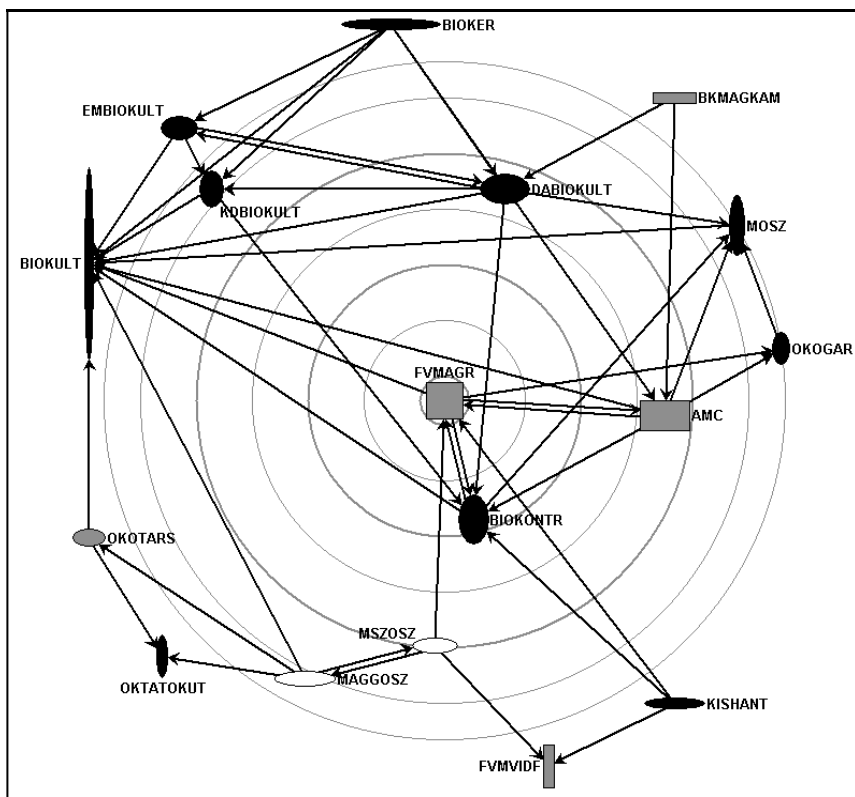 BIOKER
BKMAGKAM
EMBIOKULT
DABIOKULT
KDBIOKULT
MOSZ
BIOKULT
OKOGAR
FVMAGR
AMC
BIOKONTR
OKOTARS
MSZOSZ
MAGGOSZ
OKTATOKUT
KISHANT
FVMVIDF